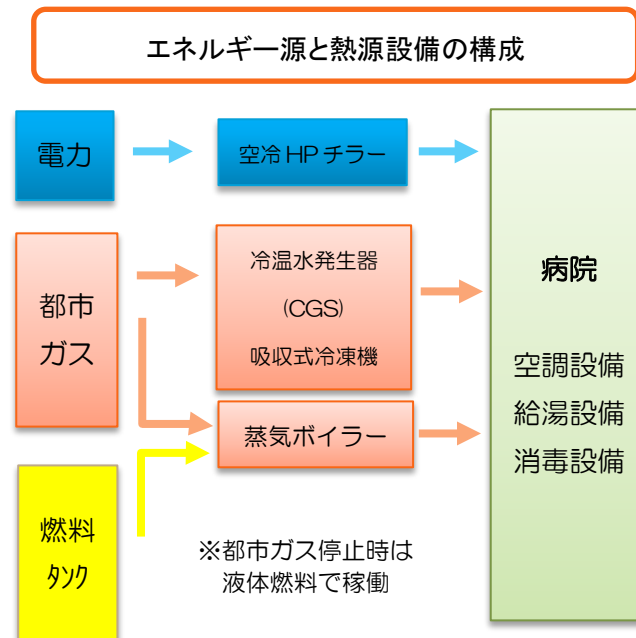 エネルギー源と熱源設備の構成
電力
空冷HPチラー
都市
ガス
冷温水発生器
(CGS)
吸収式冷凍機
蒸気ボイラー
燃料
タンク
※都市ガス停止時は
液体燃料で稼働
病院
空調設備
給湯設備
消毒設備